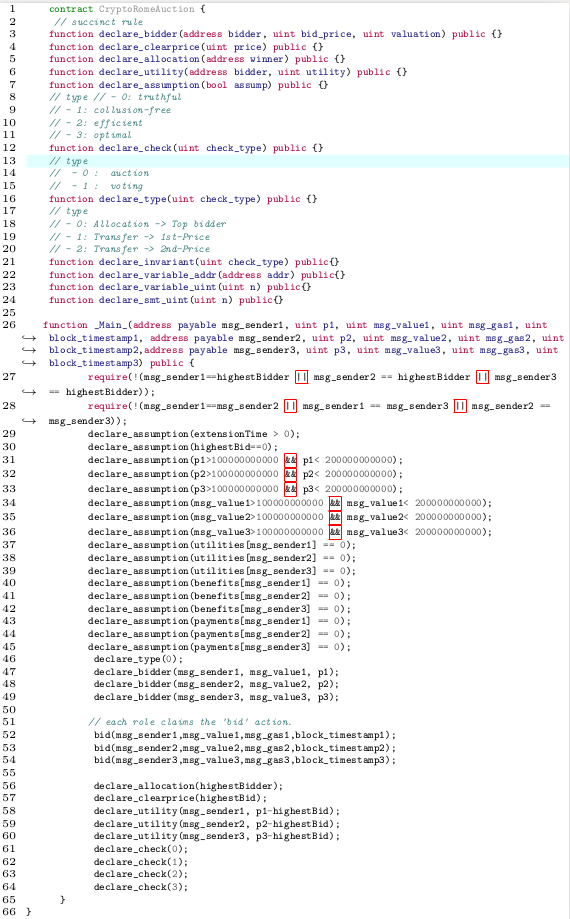 1 contract CryptoRomeAuction {
2 // succinct rule
3 function declare_bidder(address bidder, uint bid_price, uint valuation) public {}
4 function declare_clearprice(uint price) public {}
5 function declare_allocation(address winner) public {}
6 function declare_utility(address bidder, uint utility) public {}
7 function declare_assumption(bool assump) public {}
8 // type // - 0: truthful
9 // - 1: collusion-free
10 // - 2: efficient
11 // - 3: optimal
12 function declare_check(uint check_type) public {}
13 // type
14 // - 0 : auction
15 // - 1 : voting
16 function declare_type(uint check_type) public {}
17 // type
18 // - 0: Allocation -> Top bidder
19 // - 1: Transfer -> 1st-Price
20 // - 2: Transfer -> 2nd-Price
21 function declare_invariant(uint check_type) public{}
22 function declare_variable_addr(address addr) public{}
23 function declare_variable_uint(uint n) public{}
24 function declare_smt_uint(uint n) public{}
25
26 function _Main_(address payable msg_sender1, uint p1, uint msg_value1, uint msg_gas1, uint
↪ block_timestamp1, address payable msg_sender2, uint p2, uint msg_value2, uint msg_gas2, uint
↪ block_timestamp2,address payable msg_sender3, uint p3, uint msg_value3, uint msg_gas3, uint
↪ block_timestamp3) public {
27 require(!(msg_sender1==highestBidder || msg_sender2 == highestBidder || msg_sender3
↪ == highestBidder));
28 require(!(msg_sender1==msg_sender2 || msg_sender1 == msg_sender3 || msg_sender2 ==
↪ msg_sender3));
29 declare_assumption(extensionTime > 0);
30 declare_assumption(highestBid==0);
31 declare_assumption(p1>100000000000 && p1< 200000000000);
32 declare_assumption(p2>100000000000 && p2< 200000000000);
33 declare_assumption(p3>100000000000 && p3< 200000000000);
34 declare_assumption(msg_value1>100000000000 && msg_value1< 200000000000);
35 declare_assumption(msg_value2>100000000000 && msg_value2< 200000000000);
36 declare_assumption(msg_value3>100000000000 && msg_value3< 200000000000);
37 declare_assumption(utilities[msg_sender1] == 0);
38 declare_assumption(utilities[msg_sender2] == 0);
39 declare_assumption(utilities[msg_sender3] == 0);
40 declare_assumption(benefits[msg_sender1] == 0);
41 declare_assumption(benefits[msg_sender2] == 0);
42 declare_assumption(benefits[msg_sender3] == 0);
43 declare_assumption(payments[msg_sender1] == 0);
44 declare_assumption(payments[msg_sender2] == 0);
45 declare_assumption(payments[msg_sender3] == 0);
46 declare_type(0);
47 declare_bidder(msg_sender1, msg_value1, p1);
48 declare_bidder(msg_sender2, msg_value2, p2);
49 declare_bidder(msg_sender3, msg_value3, p3);
50
51 // each role claims the 'bid' action.
52 bid(msg_sender1,msg_value1,msg_gas1,block_timestamp1);
53 bid(msg_sender2,msg_value2,msg_gas2,block_timestamp2);
54 bid(msg_sender3,msg_value3,msg_gas3,block_timestamp3);
55
56 declare_allocation(highestBidder);
57 declare_clearprice(highestBid);
58 declare_utility(msg_sender1, p1-highestBid);
59 declare_utility(msg_sender2, p2-highestBid);
60 declare_utility(msg_sender3, p3-highestBid);
61 declare_check(0);
62 declare_check(1);
63 declare_check(2);
64 declare_check(3);
65 }
66 }